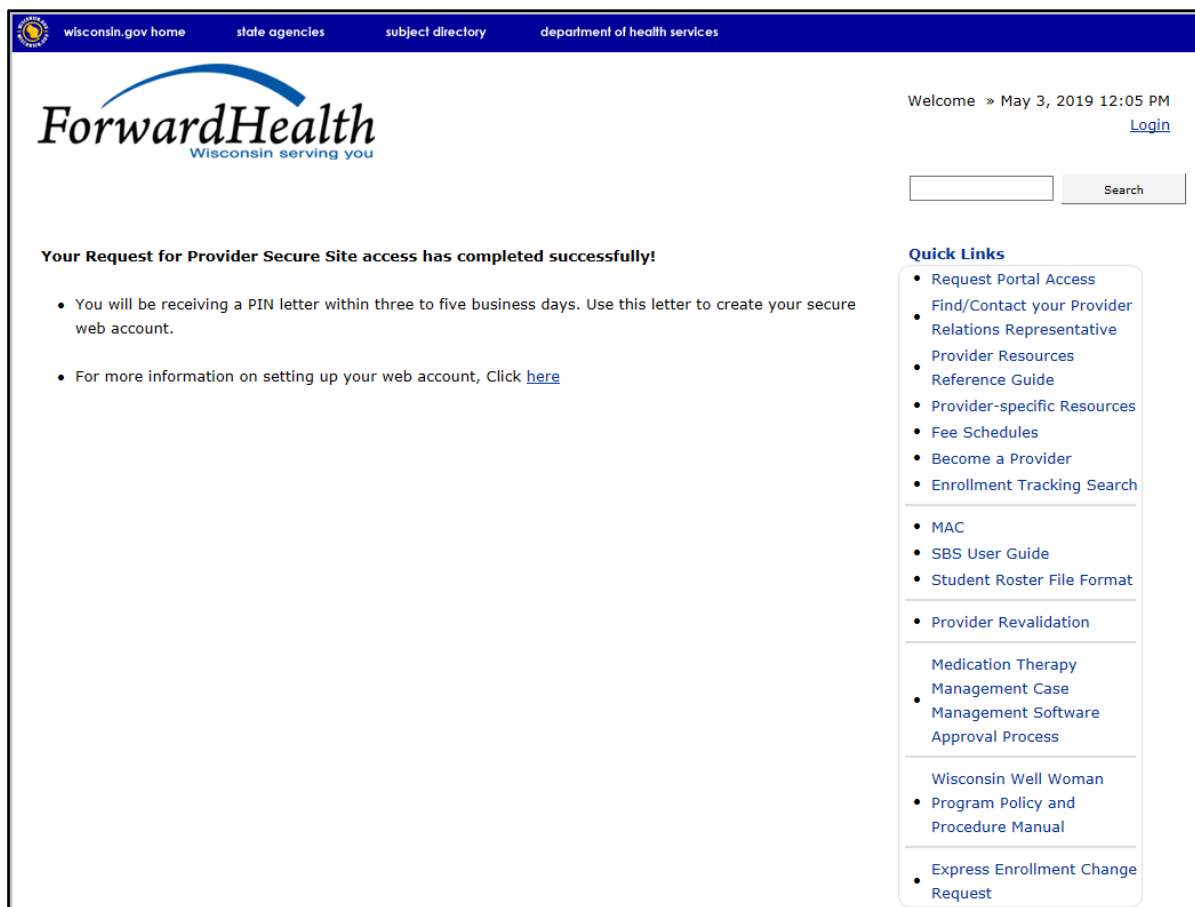 wisconsin.gov home state agencies subject directory department of health services
ForwardHealth
Wisconsin serving you
Welcome » May 3, 2019 12:05 PM
Login
Search
Your Request for Provider Secure Site access has completed successfully!
• You will be receiving a PIN letter within three to five business days. Use this letter to create your secure
web account.
• For more information on setting up your web account, Click here
Quick Links
• Request Portal Access
• Find/Contact your Provider
Relations Representative
• Provider Resources
Reference Guide
• Provider-specific Resources
• Fee Schedules
• Become a Provider
• Enrollment Tracking Search
• MAC
• SBS User Guide
• Student Roster File Format
• Provider Revalidation
• Medication Therapy
Management Case
Management Software
Approval Process
• Wisconsin Well Woman
Program Policy and
Procedure Manual
• Express Enrollment Change
Request